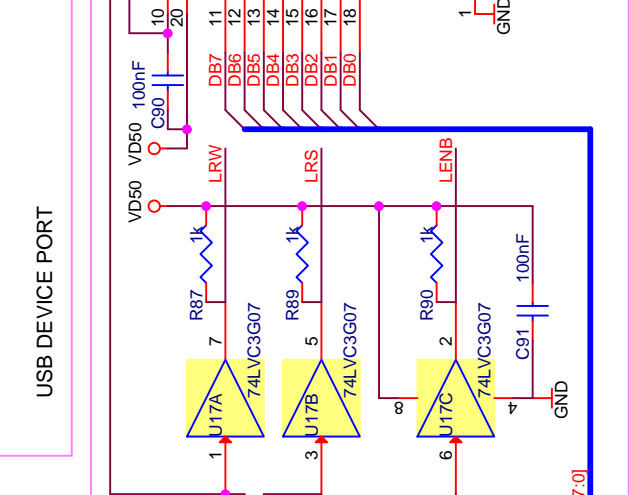 10
20
11
12
13
14
15
16
17
18
1
GND
DB7
DB6
DB5
DB4
DB3
DB2
DB1
DB0
100nF
C90
VD50
VD50
LRW
LRS
LENB
USB DEVICE PORT
1k
R87
1k
R89
1k
R90
100nF
C91
7
5
2
74LVC3G07
74LVC3G07
74LVC3G07
U17A
U17B
U17C
8
4
GND
1
3
6
7:0]